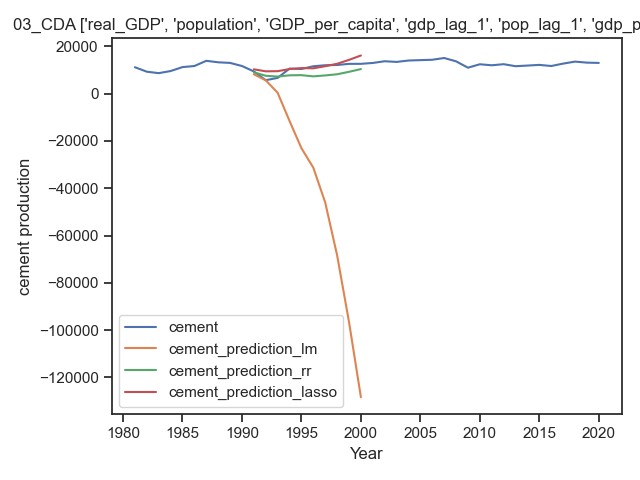 03_CDA ['real_GDP', 'population', 'GDP_per_capita', 'gdp_lag_1', 'pop_lag_1', 'gdp_p
20000
0
−20000
−40000
−60000
−80000
−100000
−120000
cement production
cement
cement_prediction_lm
cement_prediction_rr
cement_prediction_lasso
1980 1985 1990 1995 2000 2005 2010 2015 2020
Year